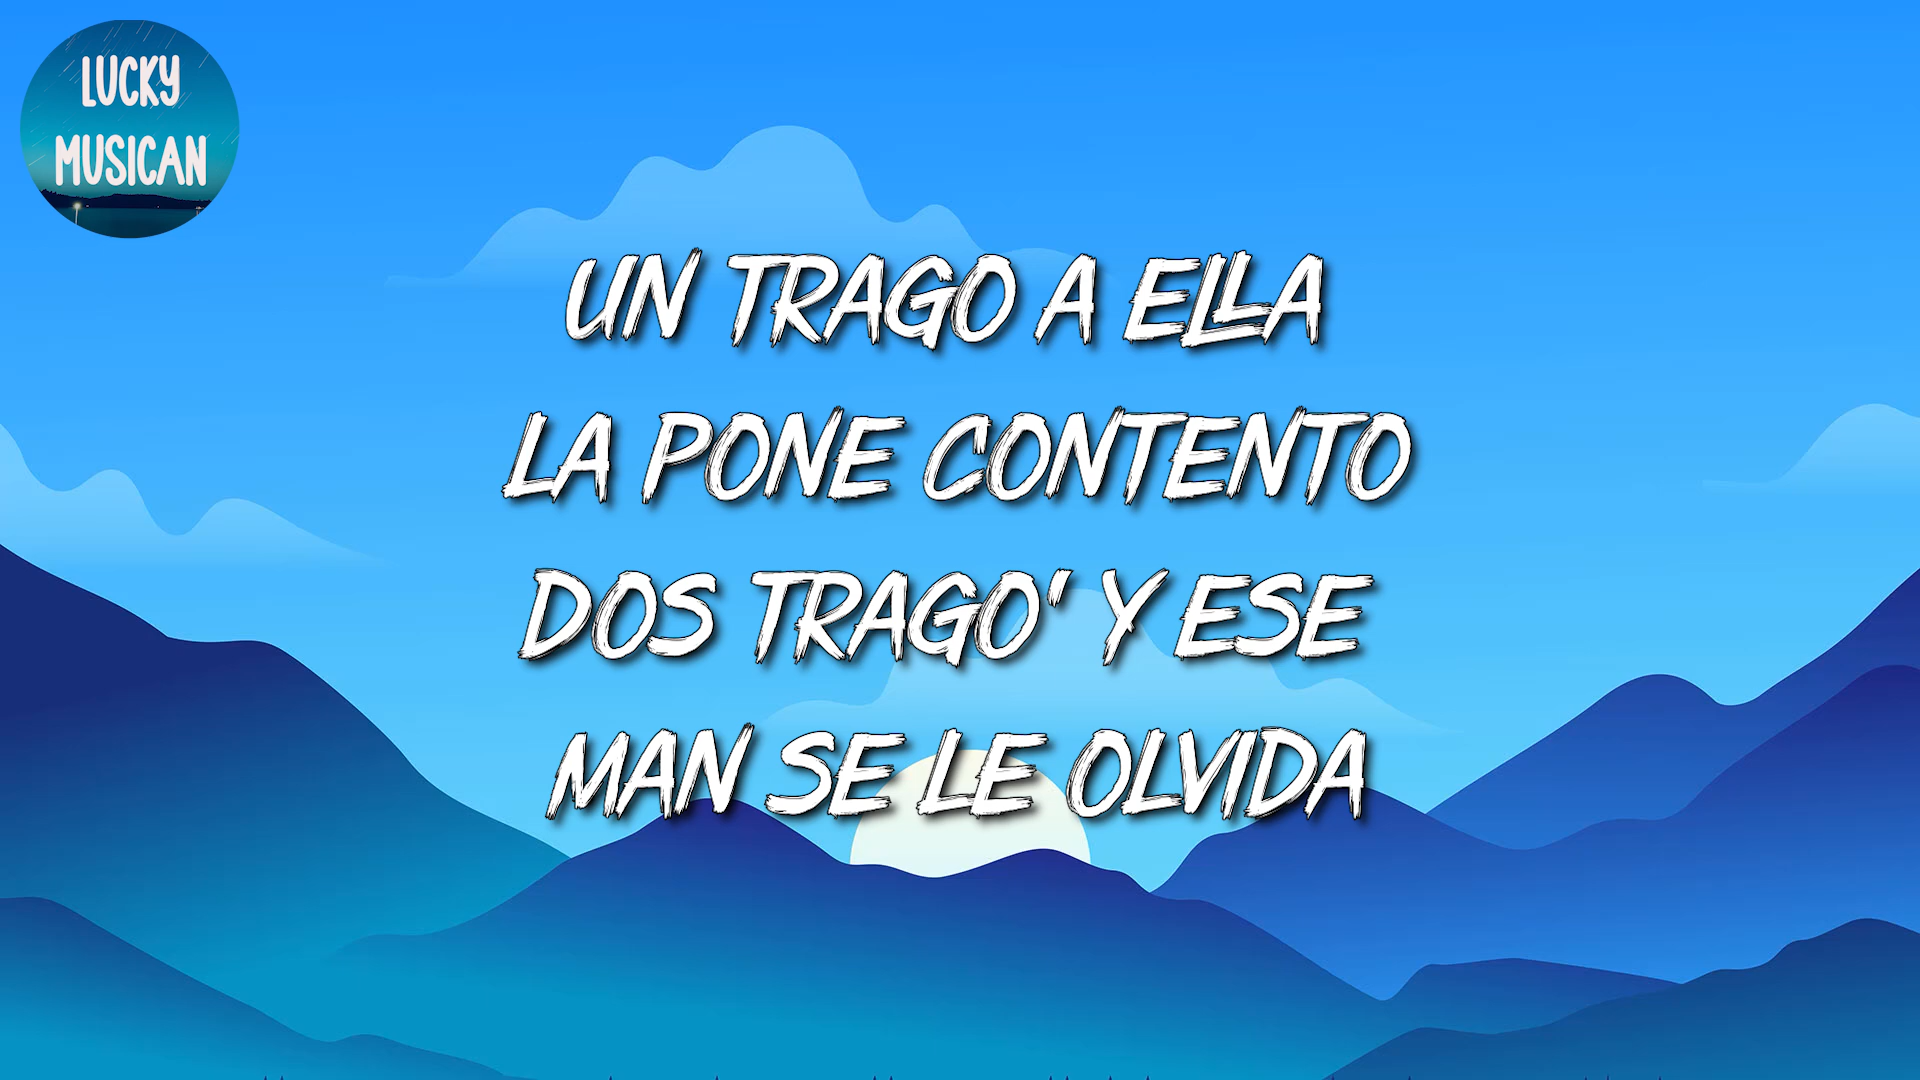 LUCKY
MUSICAN
UN TRAGO A ELLA
LA PONE CONTENTO
DOS TRAGO' Y ESE
MAN SE LE OLVIDA